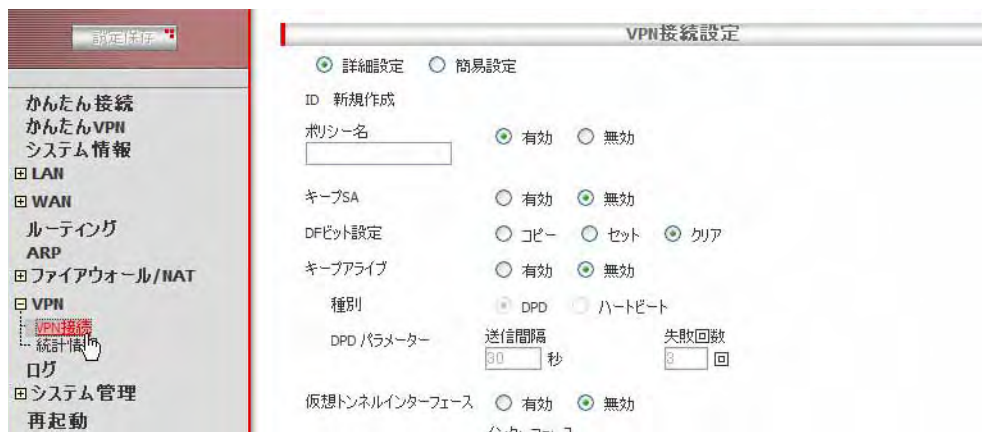 設定保存
かんたん接続
かんたんVPN
システム情報
LAN
WAN
ルーティング
ARP
ファイアウォール/NAT
VPN
VPN接続
統計情
ログ
システム管理
再起動
VPN接続設定
詳細設定 簡易設定
ID 新規作成
ポリシー名 有効 無効
キープSA 有効 無効
DFビット設定 コピー セット クリア
キープアライブ 有効 無効
種別 DPD ハートビート
DPD パラメーター 送信間隔 失敗回数
30 秒 3 回
仮想トンネルインターフェース 有効 無効